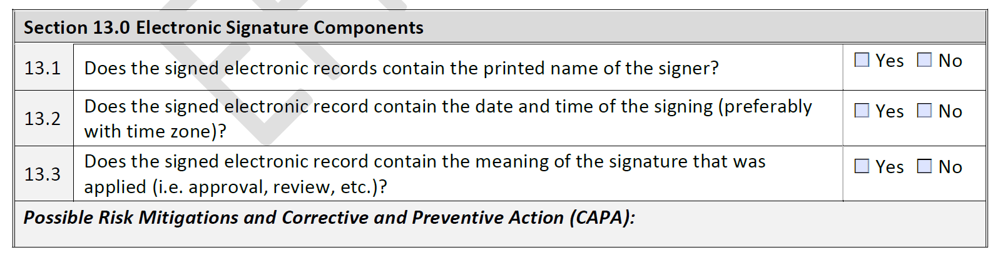 Section 13.0 Electronic Signature Components
13.1 Does the signed electronic records contain the printed name of the signer? ☐ Yes ☐ No
13.2 Does the signed electronic record contain the date and time of the signing (preferably
with time zone)? ☐ Yes ☐ No
13.3 Does the signed electronic record contain the meaning of the signature that was
applied (i.e. approval, review, etc.)? ☐ Yes ☐ No
Possible Risk Mitigations and Corrective and Preventive Action (CAPA):